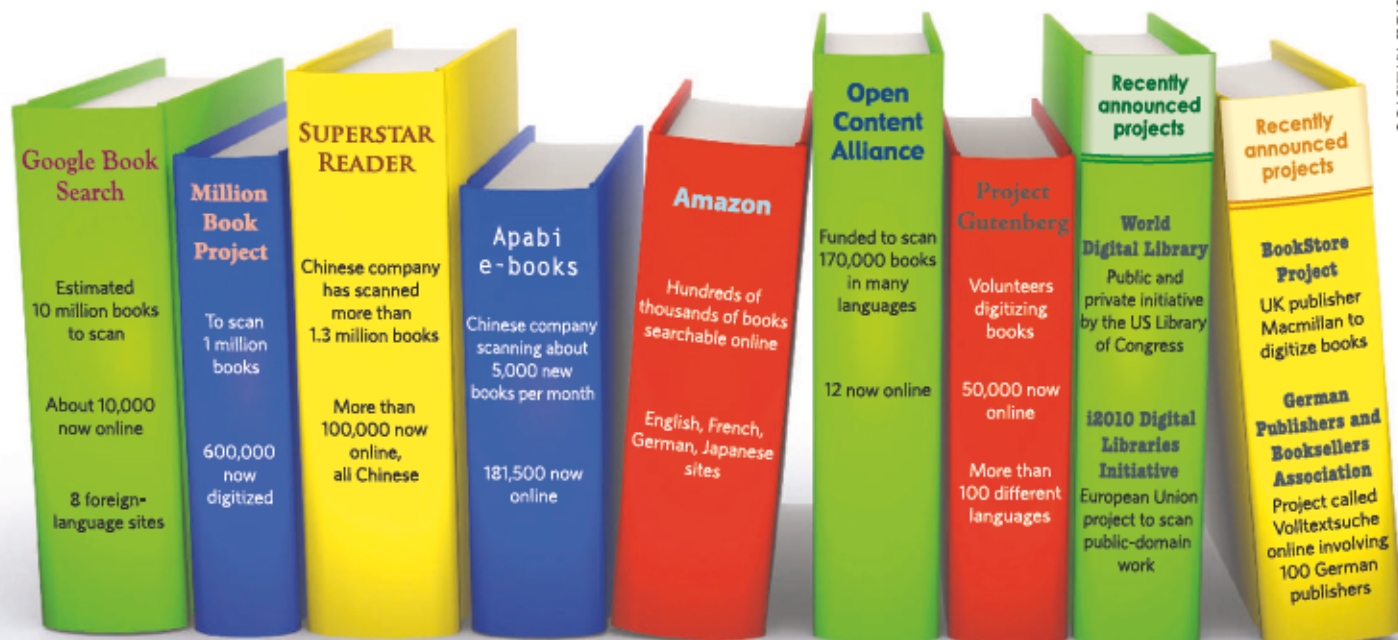 Google Book
Search
Estimated
10 million books
to scan
About 10,000
now online
8 foreign-
language sites
Million
Book
Project
To scan
1 million
books
600,000
now
digitized
SUPERSTAR
READER
Chinese company
has scanned
more than
1.3 million books
More than
100,000 now
online,
all Chinese
Apabi
e-books
Chinese company
scanning about
5,000 new
books per month
181,500 now
online
Amazon
Hundreds of
thousands of books
searchable online
English, French,
German, Japanese
sites
Open
Content
Alliance
Funded to scan
170,000 books
in many
languages
12 now online
Project
Gutenberg
Volunteers
digitizing
books
50,000 now
online
More than
100 different
languages
Recently
announced
projects
World
Digital Library
Public and
private initiative
by the US Library
of Congress
i2010 Digital
Libraries
Initiative
European Union
project to scan
public-domain
work
Recently
announced
projects
BookStore
Project
UK publisher
Macmillan to
digitize books
German
Publishers and
Booksellers
Association
Project called
Volltextsuche
online involving
100 German
publishers